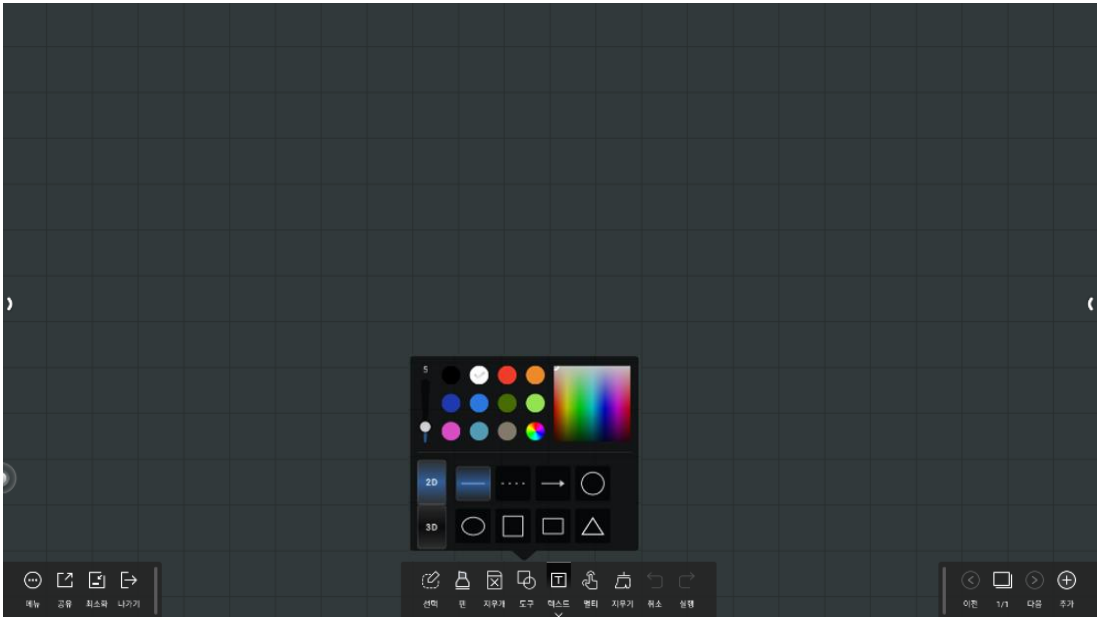 5
2D
3D
메뉴 공유 최소화 나가기
선택 펜 지우개 도구 텍스트 멀티 지우기 취소 실행
이전 1/1 다음 추가